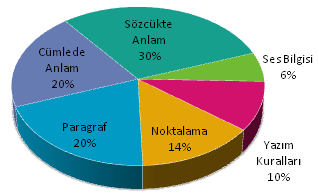 Sözcükte
Anlam
30%
Ses Bilgisi
6%
Yazım
Kuralları
10%
Noktalama
14%
Paragraf
20%
Cümlede
Anlam
20%